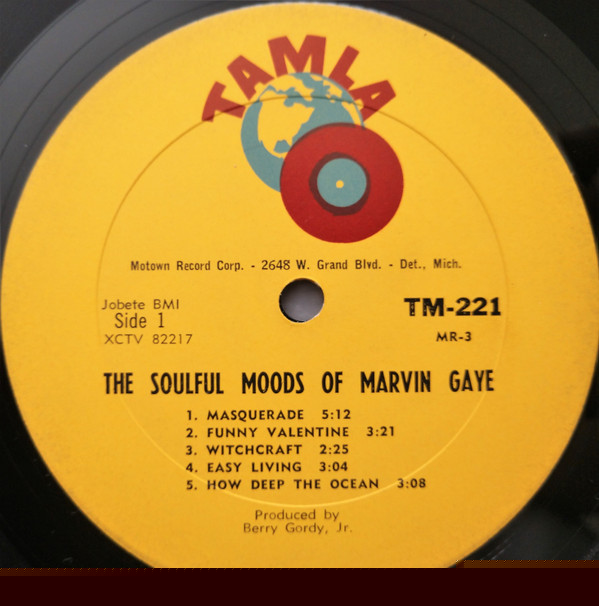 TAMLA
Motown Record Corp. - 2648 W. Grand Blvd. - Det., Mich.
Jobete BMI
Side 1
XCTV 82217
TM-221
MR-3
THE SOULFUL MOODS OF MARVIN GAYE
1. MASQUERADE 5:12
2. FUNNY VALENTINE 3:21
3. WITCHCRAFT 2:25
4. EASY LIVING 3:04
5. HOW DEEP THE OCEAN 3:08
Produced by
Berry Gordy, Jr.